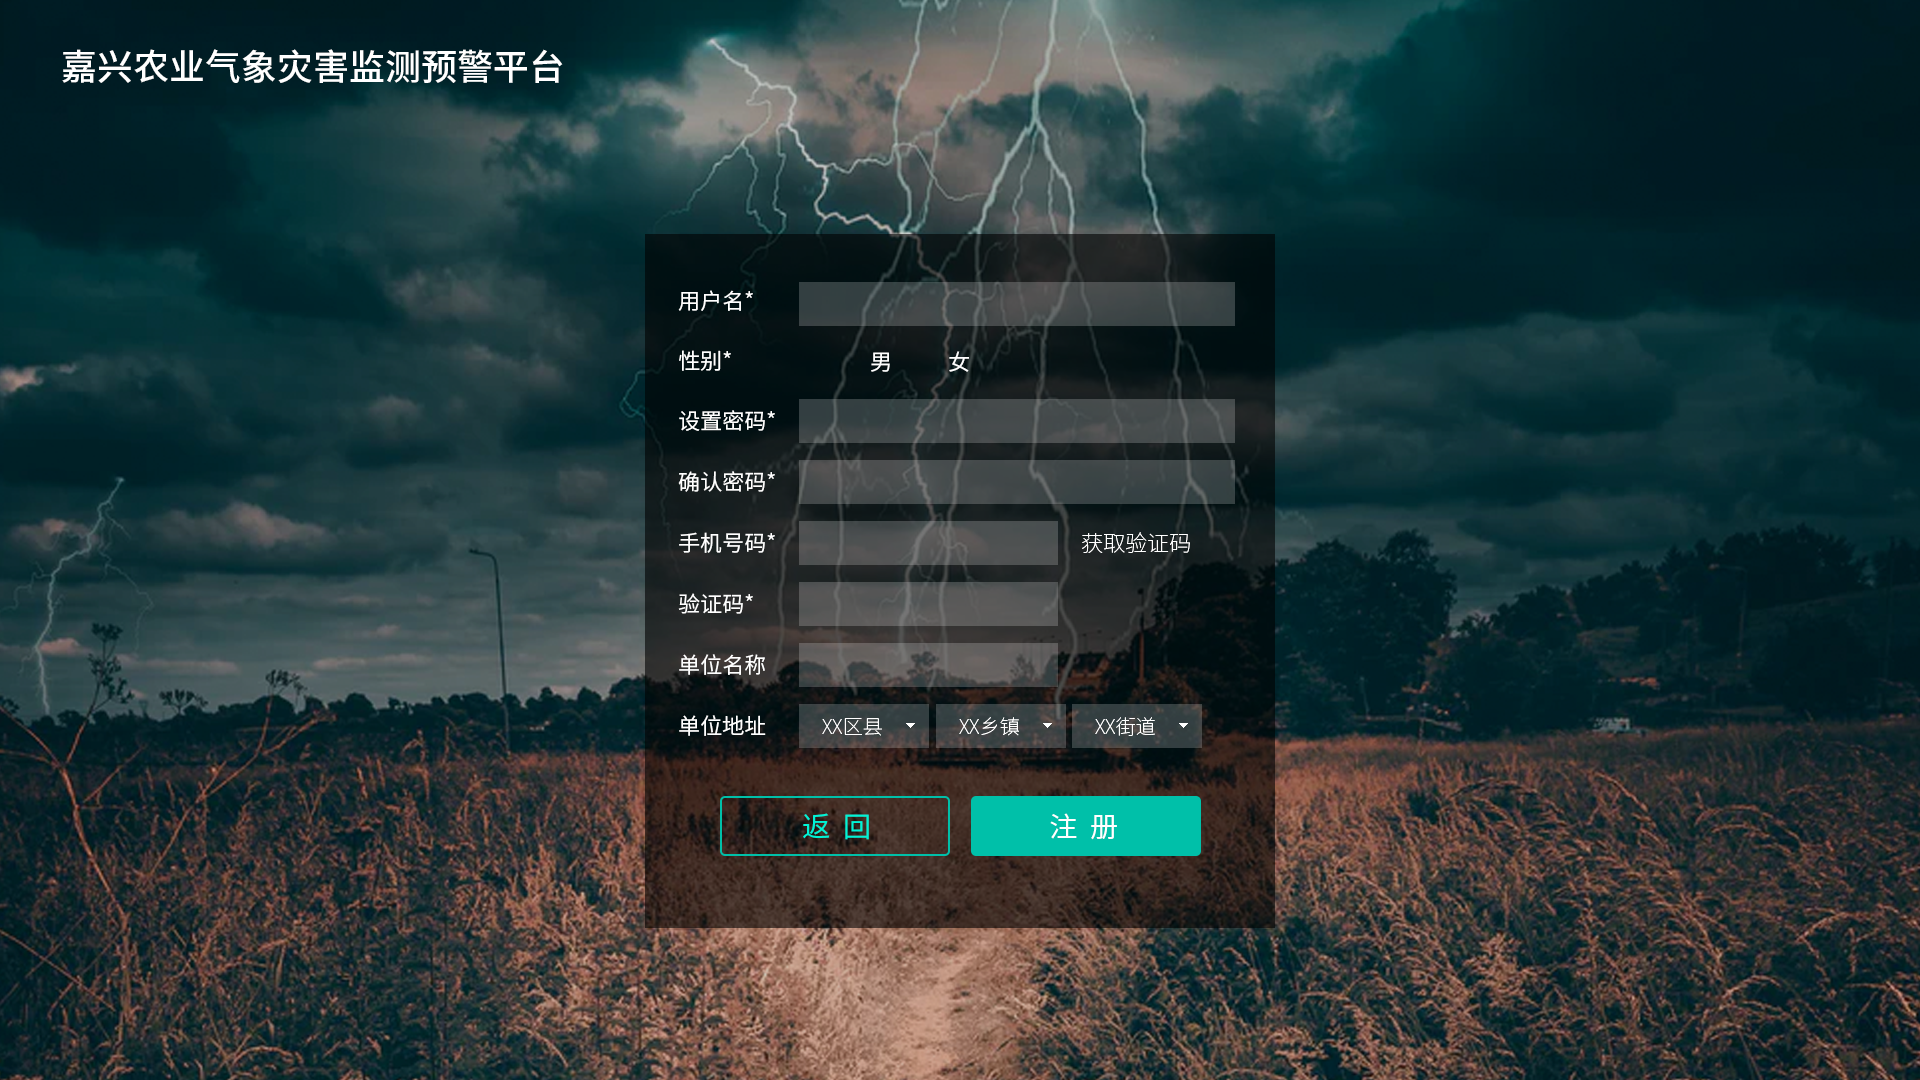 嘉兴农业气象灾害监测预警平台
用户名*
性别* 男 女
设置密码*
确认密码*
手机号码* 获取验证码
验证码*
单位名称
单位地址 XX区县 XX乡镇 XX街道
返 回 注 册